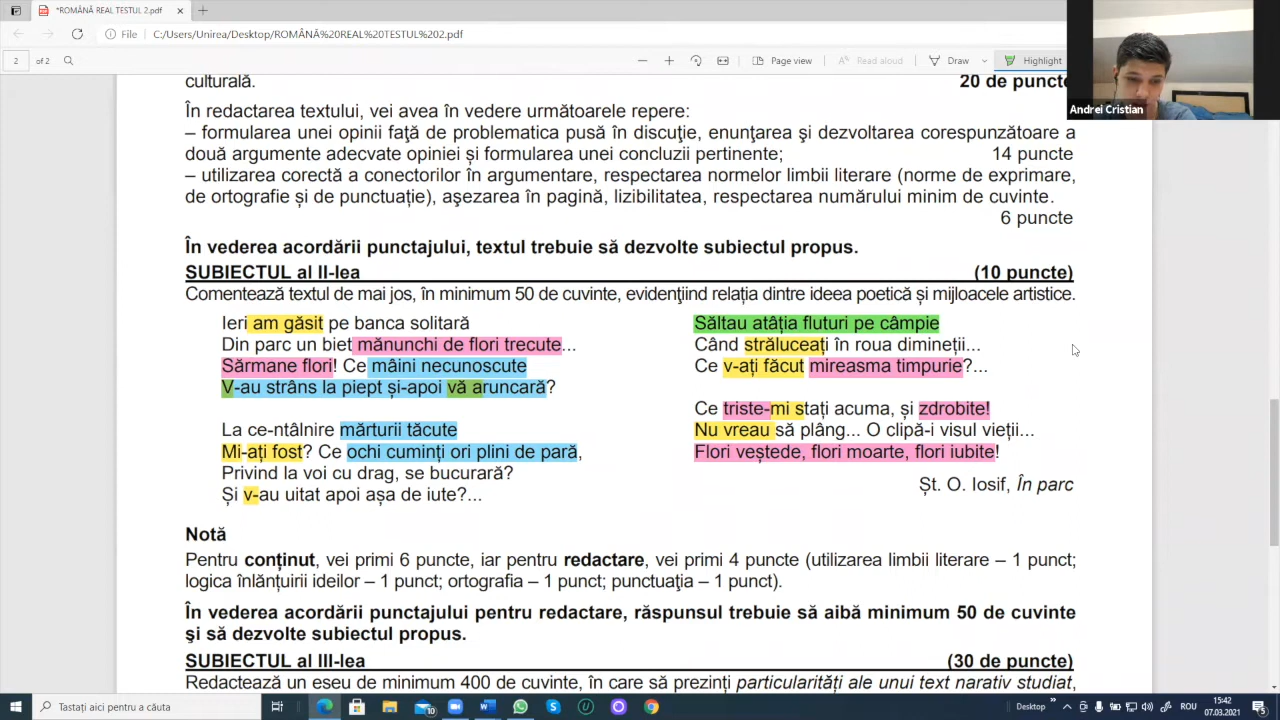 *ROMÂNĂ REAL TESTUL 2.pdf
File
C:/Users/Unirea/Desktop/ROMÂNĂ%20REAL%20TESTUL%202.pdf
2
of 2
Page view
Read aloud
Draw
Highlight
Andrei Cristian
culturală.
20 de puncte
În redactarea textului, vei avea în vedere următoarele repere:
– formularea unei opinii faţă de problematica pusă în discuţie, enunţarea şi dezvoltarea corespunzătoare a
două argumente adecvate opiniei și formularea unei concluzii pertinente; 14 puncte
– utilizarea corectă a conectorilor în argumentare, respectarea normelor limbii literare (norme de exprimare,
de ortografie și de punctuație), aşezarea în pagină, lizibilitatea, respectarea numărului minim de cuvinte.
6 puncte
În vederea acordării punctajului, textul trebuie să dezvolte subiectul propus.
SUBIECTUL al II-lea (10 puncte)
Comentează textul de mai jos, în minimum 50 de cuvinte, evidenţiind relația dintre ideea poetică și mijloacele artistice.
Ieri am găsit pe banca solitară
Din parc un biet mănunchi de flori trecute...
Sărmane flori! Ce mâini necunoscute
V-au strâns la piept și-apoi vă aruncară?
La ce-ntâlnire mărturii tăcute
Mi-ați fost? Ce ochi cuminți ori plini de pară,
Privind la voi cu drag, se bucurară?
Și v-au uitat apoi așa de iute?...
Săltau atâția fluturi pe câmpie
Când străluceați în roua dimineții...
Ce v-ați făcut mireasma timpurie?...
Ce triste-mi stați acuma, și zdrobite!
Nu vreau să plâng... O clipă-i visul vieții...
Flori veștede, flori moarte, flori iubite!
Șt. O. Iosif, În parc
Notă
Pentru conținut, vei primi 6 puncte, iar pentru redactare, vei primi 4 puncte (utilizarea limbii literare – 1 punct;
logica înlănțuirii ideilor – 1 punct; ortografia – 1 punct; punctuaţia – 1 punct).
În vederea acordării punctajului pentru redactare, răspunsul trebuie să aibă minimum 50 de cuvinte
şi să dezvolte subiectul propus.
SUBIECTUL al III-lea (30 de puncte)
Redactează un eseu de minimum 400 de cuvinte, în care să prezinți particularități ale unui text narativ studiat,
Tastați aici pentru a căuta
10
Desktop
ROU
15:42
07.03.2021
5